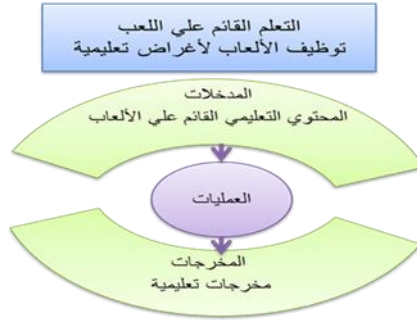 التعلم القائم علي اللعب
توظيف الألعاب لأغراض تعليمية
المدخلات
المحتوي التعليمي القائم علي الألعاب
العمليات
المخرجات
مخرجات تعليمية